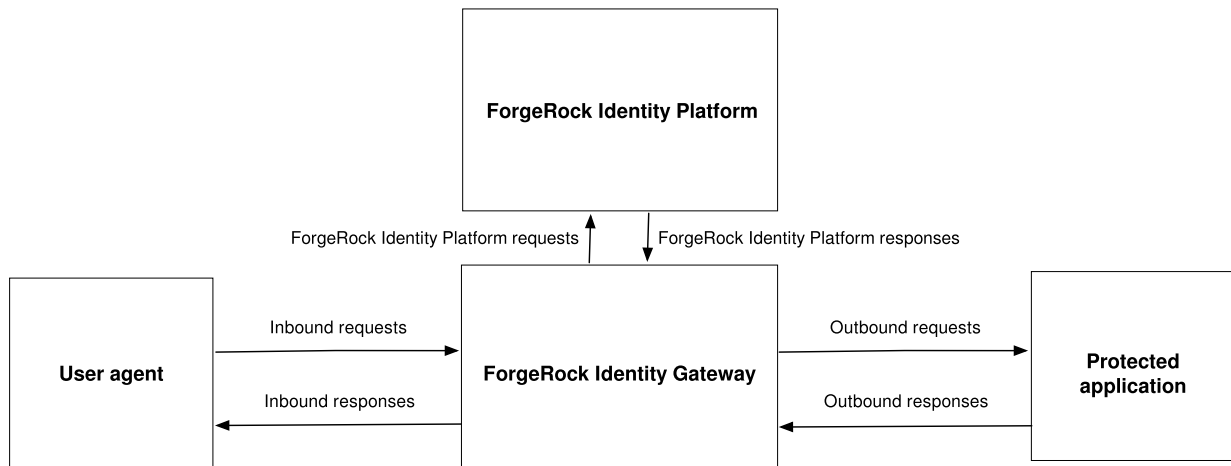 ForgeRock Identity Platform
ForgeRock Identity Platform requests
ForgeRock Identity Platform responses
Inbound requests
Outbound requests
User agent
ForgeRock Identity Gateway
Protected
application
Inbound responses
Outbound responses